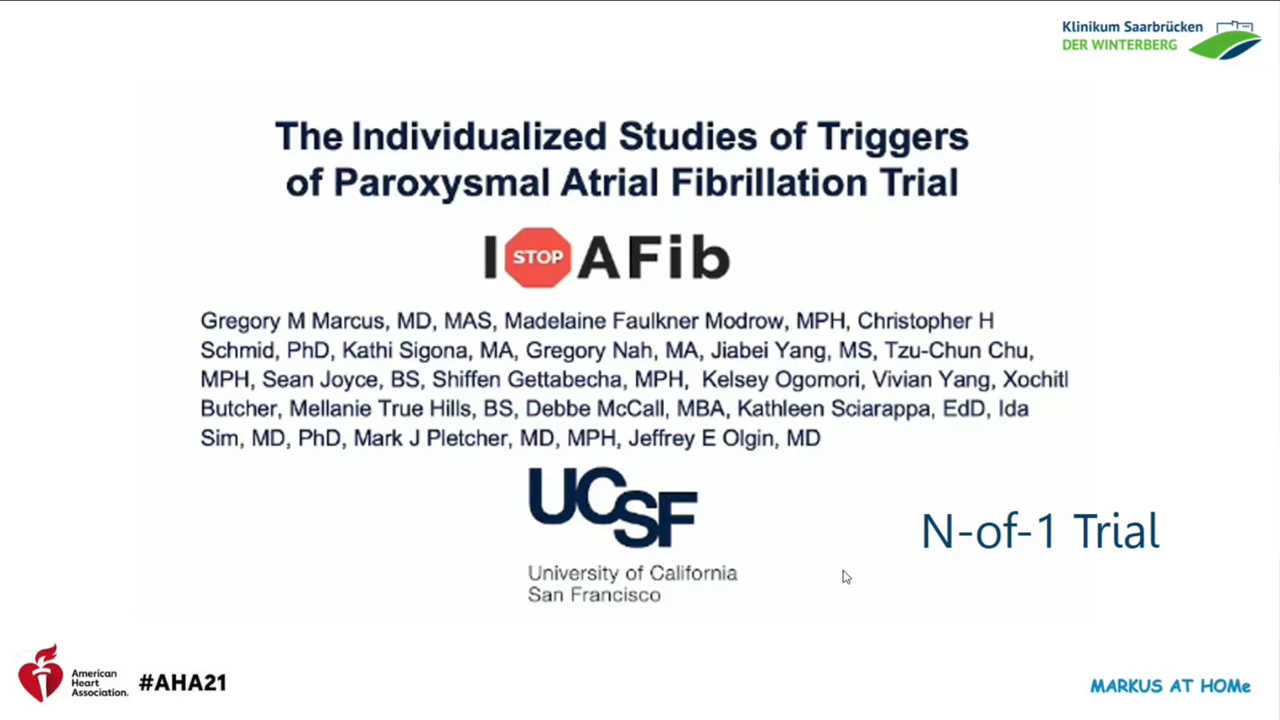 Klinikum Saarbrücken
DER WINTERBERG
The Individualized Studies of Triggers
of Paroxysmal Atrial Fibrillation Trial
I STOP AFib
Gregory M Marcus, MD, MAS, Madelaine Faulkner Modrow, MPH, Christopher H
Schmid, PhD, Kathi Sigona, MA, Gregory Nah, MA, Jiabei Yang, MS, Tzu-Chun Chu,
MPH, Sean Joyce, BS, Shiffen Gettabecha, MPH, Kelsey Ogomori, Vivian Yang, Xochitl
Butcher, Mellanie True Hills, BS, Debbe McCall, MBA, Kathleen Sciarappa, EdD, Ida
Sim, MD, PhD, Mark J Pletcher, MD, MPH, Jeffrey E Olgin, MD
UCSF
University of California
San Francisco
N-of-1 Trial
American
Heart
Association.
#AHA21
MARKUS AT HOMe